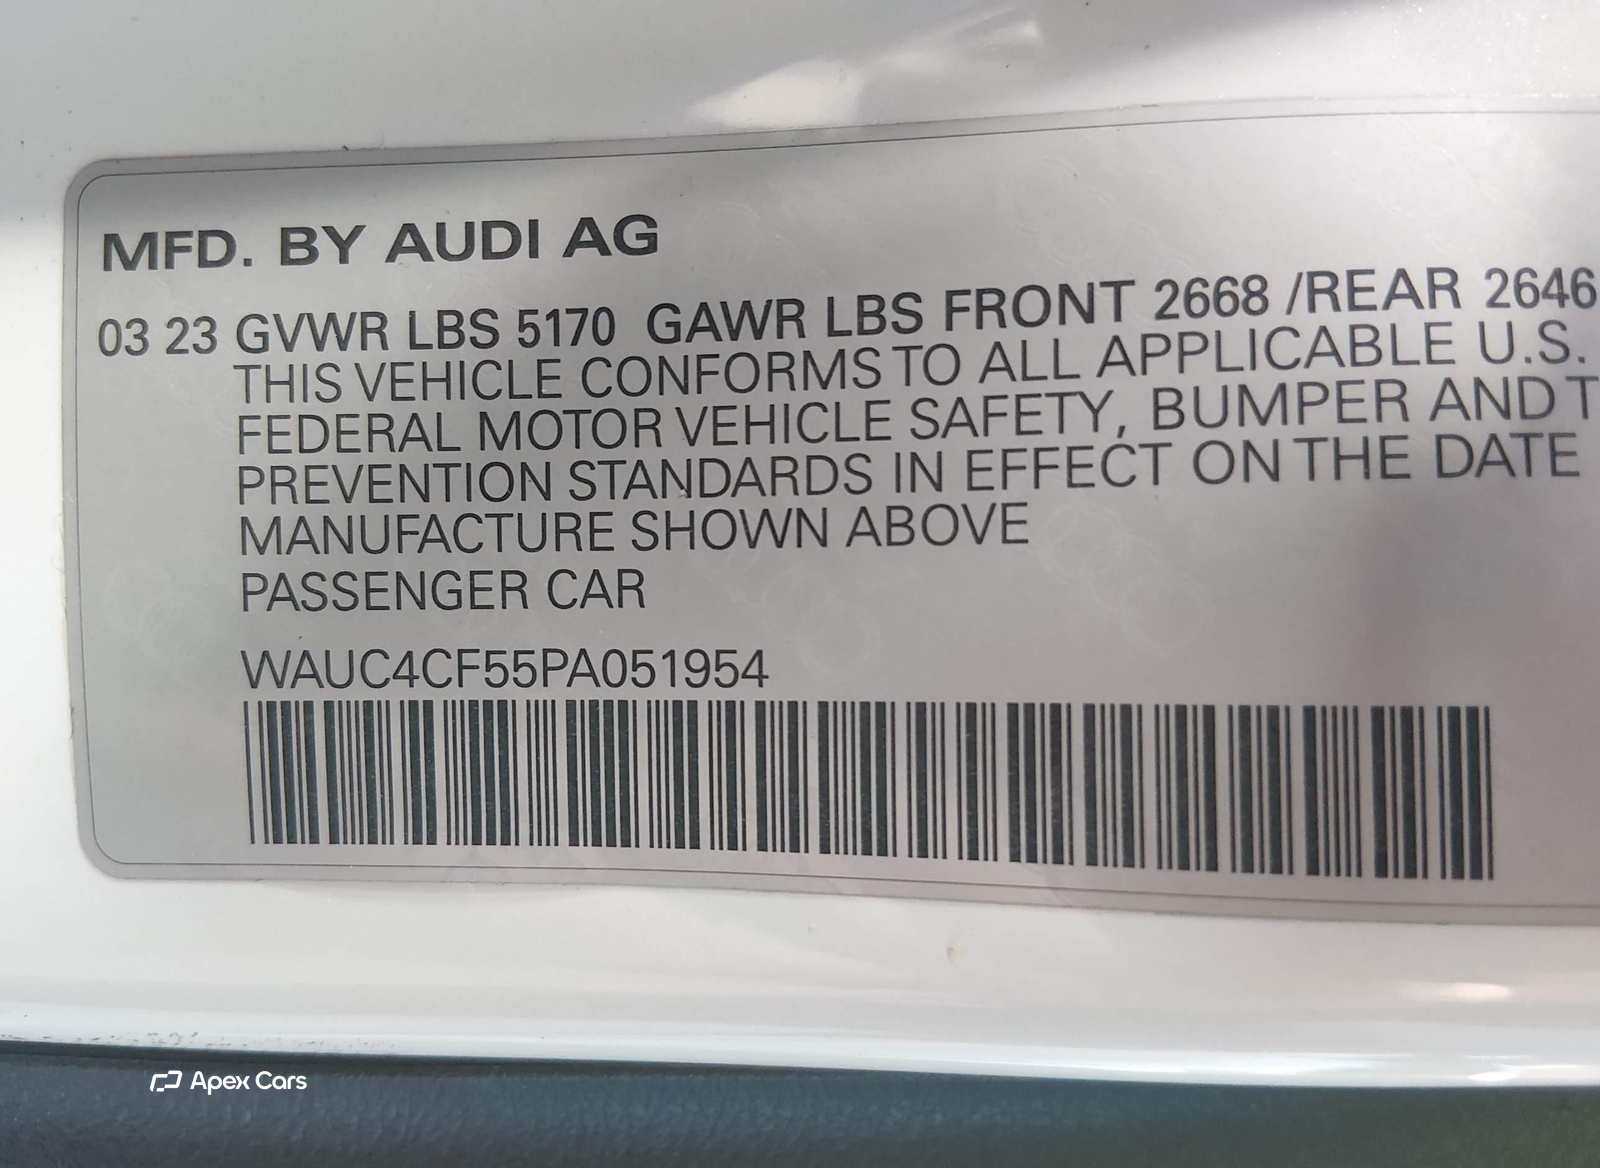 MFD. BY AUDI AG
03 23 GVWR LBS 5170 GAWR LBS FRONT 2668 /REAR 2646
THIS VEHICLE CONFORMS TO ALL APPLICABLE U.S.
FEDERAL MOTOR VEHICLE SAFETY, BUMPER AND T
PREVENTION STANDARDS IN EFFECT ON THE DATE
MANUFACTURE SHOWN ABOVE
PASSENGER CAR
WAUC4CF55PA051954
Apex Cars